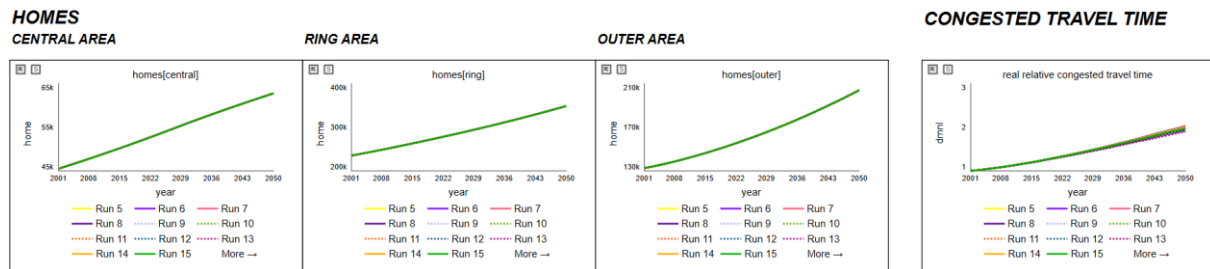 HOMES
CONGESTED TRAVEL TIME
CENTRAL AREA
RING AREA
OUTER AREA
homes[central]
65k
55k
45k
home
2001 2008 2015 2022 2029 2036 2043 2050
year
Run 5 Run 6 Run 7
Run 8 Run 9 Run 10
Run 11 Run 12 Run 13
Run 14 Run 15 More →
homes[ring]
400k
300k
200k
home
2001 2008 2015 2022 2029 2036 2043 2050
year
Run 5 Run 6 Run 7
Run 8 Run 9 Run 10
Run 11 Run 12 Run 13
Run 14 Run 15 More →
homes[outer]
210k
170k
130k
home
2001 2008 2015 2022 2029 2036 2043 2050
year
Run 5 Run 6 Run 7
Run 8 Run 9 Run 10
Run 11 Run 12 Run 13
Run 14 Run 15 More →
real relative congested travel time
3
2
1
dmnl
2001 2008 2015 2022 2029 2036 2043 2050
year
Run 5 Run 6 Run 7
Run 8 Run 9 Run 10
Run 11 Run 12 Run 13
Run 14 Run 15 More →